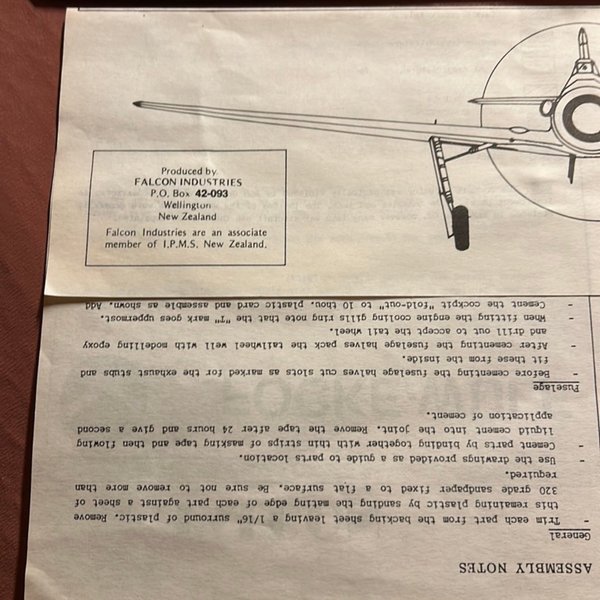 Produced by
FALCON INDUSTRIES
P.O. Box 42-093
Wellington
New Zealand
Falcon Industries are an associate
member of I.P.M.S. New Zealand.
ASSEMBLY NOTES
General
- Trim each part from the backing sheet leaving a 1/16" surround of plastic. Remove
this remaining plastic by sanding the mating edge of each part against a sheet of
320 grade sandpaper fixed to a flat surface. Be sure not to remove more than
required.
- Use the drawings provided as a guide to parts location.
- Cement parts by binding together with thin strips of masking tape and then flowing
liquid cement into the joint. Remove the tape after 24 hours and give a second
application of cement.
Fuselage
- Before cementing the fuselage halves cut slots as marked for the exhaust stubs and
fit these from the inside.
- After cementing the fuselage halves pack the tailwheel well with modelling epoxy
and drill out to accept the tail wheel.
- When fitting the engine cooling gills ring note that the "T" mark goes uppermost.
- Cement the cockpit "fold-out" to 10 thou. plastic card and assemble as shown. Add